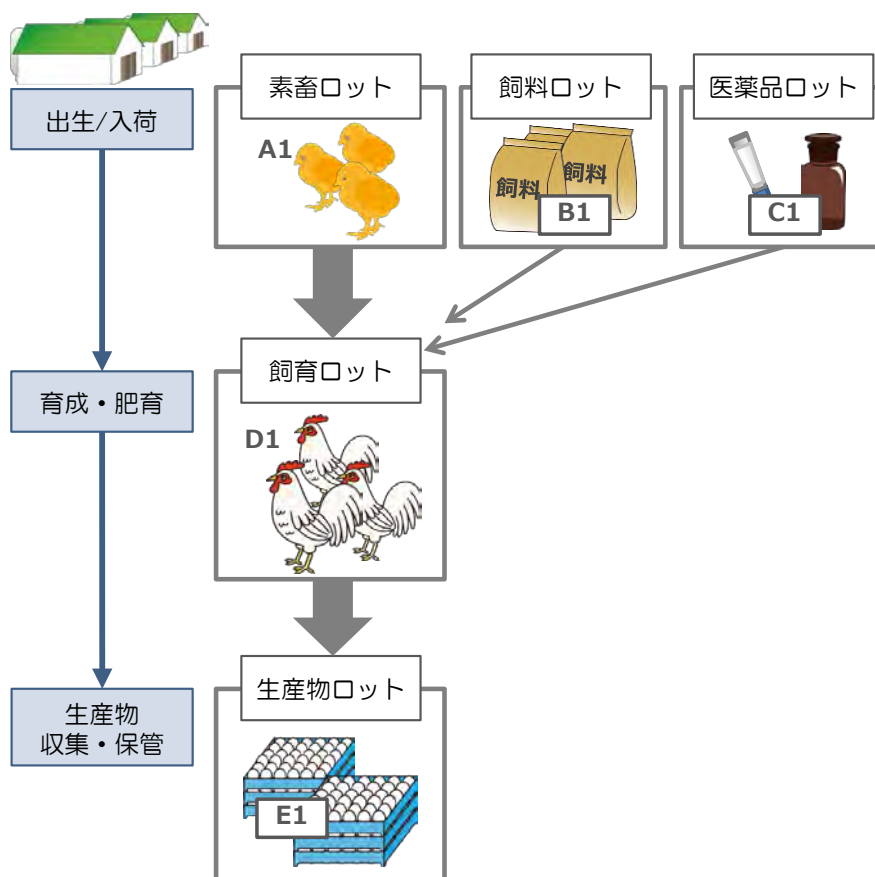 出生/入荷
素畜ロット
飼料ロット
医薬品ロット
A1
飼料
飼料
B1
C1
育成・肥育
飼育ロット
D1
生産物
収集・保管
生産物ロット
E1